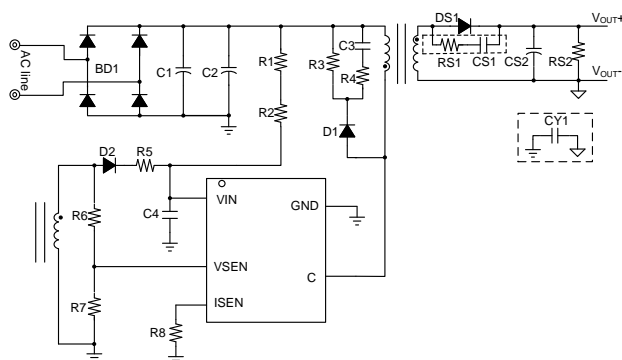 DS1
VOUT+
AC line
BD1
C1
C2
R1
R3
C3
R4
RS1
CS1
CS2
RS2
VOUT-
R2
D1
CY1
D2
R5
VIN
GND
C4
R6
VSEN
C
R7
ISEN
R8